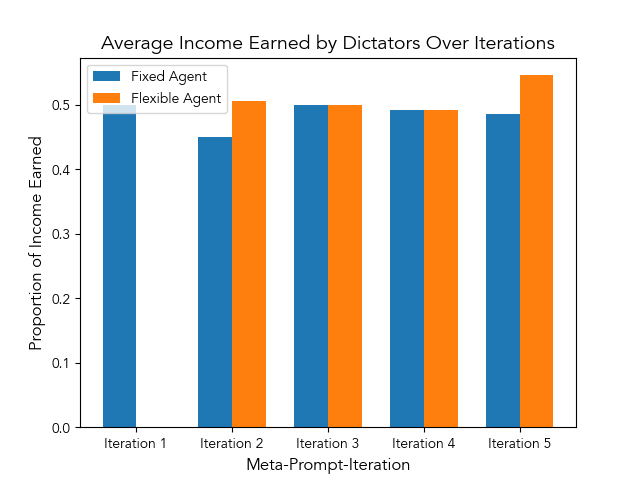 Average Income Earned by Dictators Over Iterations
Fixed Agent
Flexible Agent
Proportion of Income Earned
0.5
0.4
0.3
0.2
0.1
0.0
Iteration 1
Iteration 2
Iteration 3
Iteration 4
Iteration 5
Meta-Prompt-Iteration